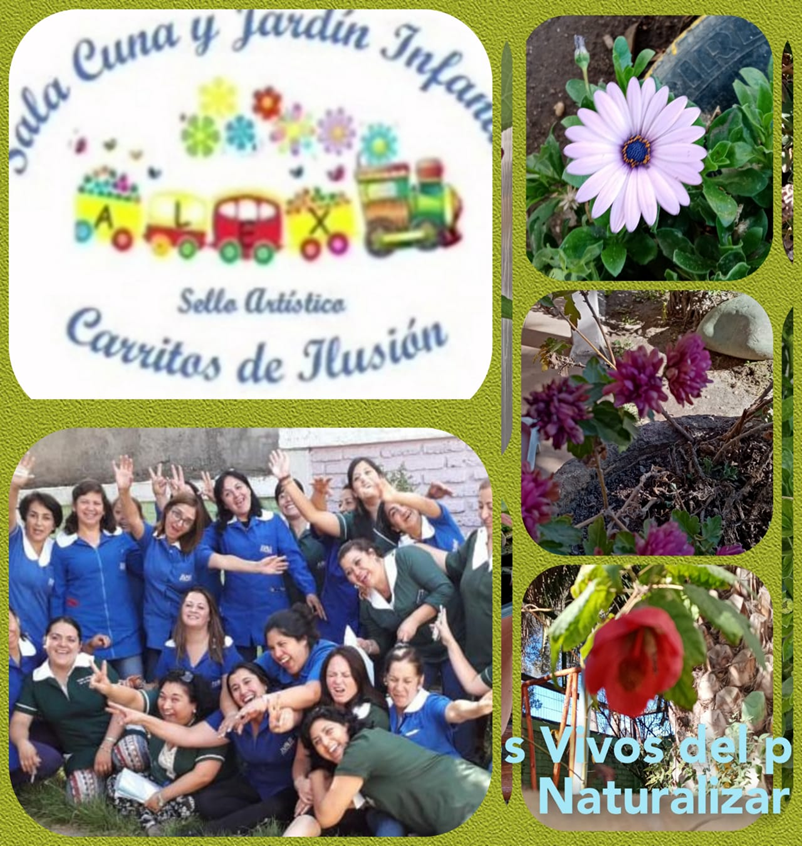 Sala Cuna y Jardín Infan
A L E X
Sello Artístico
Carritos de Ilusión
s Vivos del p
Naturalizar